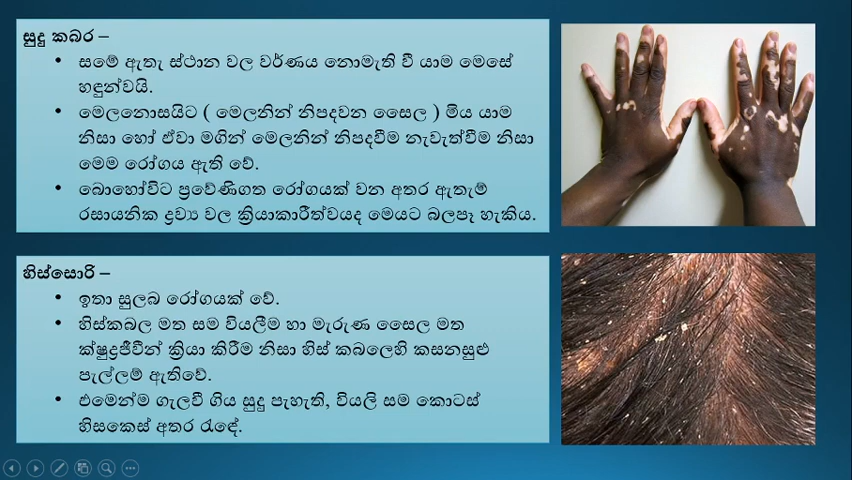 සුදු කබර –
• සමේ ඇතැ ස්ථාන වල වර්ණය නොමැති වී යාම මෙසේ
හඳුන්වයි.
• මෙලනොසයිට ( මෙලනින් නිපදවන සෛල ) මිය යාම
නිසා හෝ ඒවා මගින් මෙලනින් නිපදවීම නැවැත්වීම නිසා
මෙම රෝගය ඇති වේ.
• බොහෝවිට ප්‍රවේණිගත රෝගයක් වන අතර ඇතැම්
රසායනික ද්‍රව්‍ය වල ක්‍රියාකාරීත්වයද මෙයට බලපෑ හැකිය.
හිස්සොරි –
• ඉතා සුලබ රෝගයක් වේ.
• හිස්කබල මත සම වියලීම හා මැරුණ සෛල මත
ක්ෂුද්‍රජීවීන් ක්‍රියා කිරීම නිසා හිස් කබලෙහි කසනසුළු
පැල්ලම් ඇතිවේ.
• එමෙන්ම ගැලවී ගිය සුදු පැහැති, වියලි සම කොටස්
හිසකෙස් අතර රැඳේ.